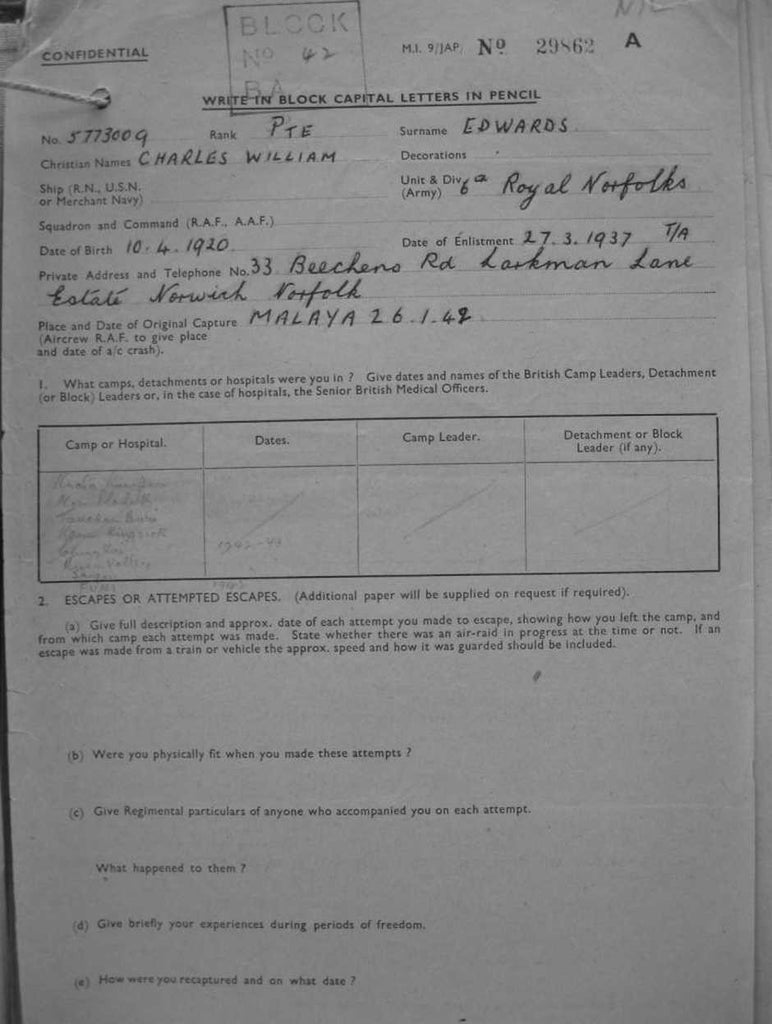 BLOCK
CONFIDENTIAL
No 42
M.I. 9/JAP/ No 29862 A
BA
WRITE IN BLOCK CAPITAL LETTERS IN PENCIL
No. 5773009 Rank PTE Surname EDWARDS
Christian Names CHARLES WILLIAM Decorations
Ship (R.N., U.S.N. or Merchant Navy)
Unit & Div. (Army) 6 Royal Norfolks
Squadron and Command (R.A.F., A.A.F.)
Date of Birth 10.4.1920 Date of Enlistment 27.3.1937 T/A
Private Address and Telephone No. 33 Beecheno Rd Larkman Lane
Estate Norwich Norfolk
Place and Date of Original Capture MALAYA 26.1.42
(Aircrew R.A.F. to give place
and date of a/c crash).
1. What camps, detachments or hospitals were you in ? Give dates and names of the British Camp Leaders, Detachment
(or Block) Leaders or, in the case of hospitals, the Senior British Medical Officers.
Camp or Hospital. Dates. Camp Leader. Detachment or Block Leader (if any).
River Valley
2. ESCAPES OR ATTEMPTED ESCAPES. (Additional paper will be supplied on request if required).
(a) Give full description and approx. date of each attempt you made to escape, showing how you left the camp, and
from which camp each attempt was made. State whether there was an air-raid in progress at the time or not. If an
escape was made from a train or vehicle the approx. speed and how it was guarded should be included.
(b) Were you physically fit when you made these attempts ?
(c) Give Regimental particulars of anyone who accompanied you on each attempt.
What happened to them ?
(d) Give briefly your experiences during periods of freedom.
(e) How were you recaptured and on what date ?